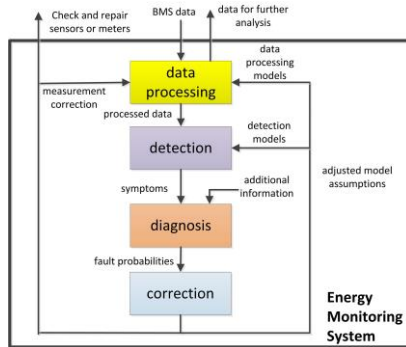 Check and repair
sensors or meters
BMS data
data for further
analysis
data
processing
models
data
processing
measurement
correction
processed data
detection
models
detection
symptoms
additional
information
adjusted model
assumptions
diagnosis
fault probabilities
correction
Energy
Monitoring
System